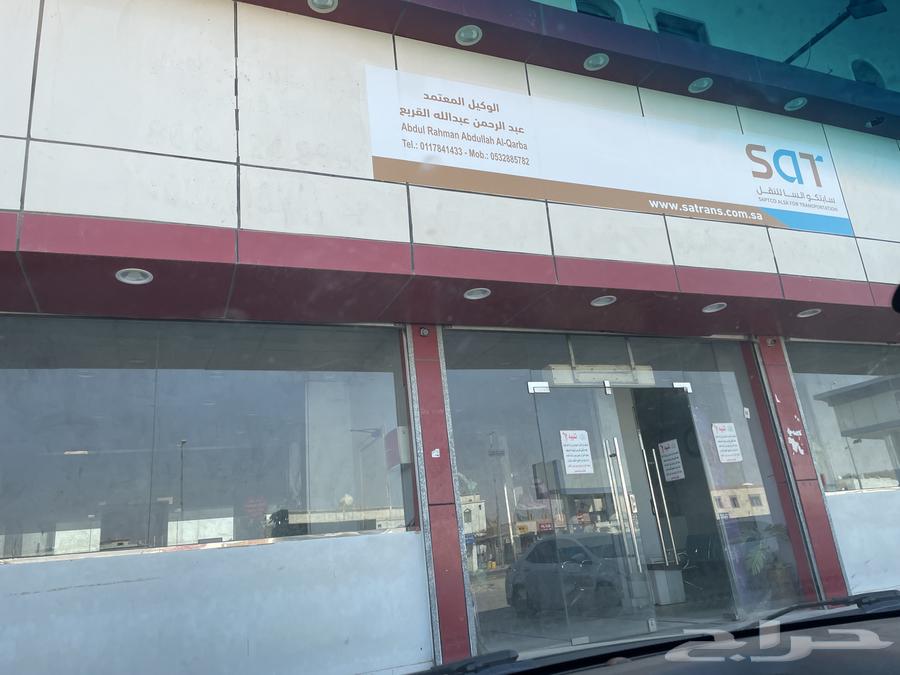 الوكيل المعتمد
عبد الرحمن عبدالله القريع
Abdul Rahman Abdullah Al-Qarba
Tel.: 0117841433 - Mob.: 0532885782
SAT
سابتكو السا للنقل
SAPTCO ALSA FOR TRANSPORTATION
www.satrans.com.sa
تنبيه
حراج